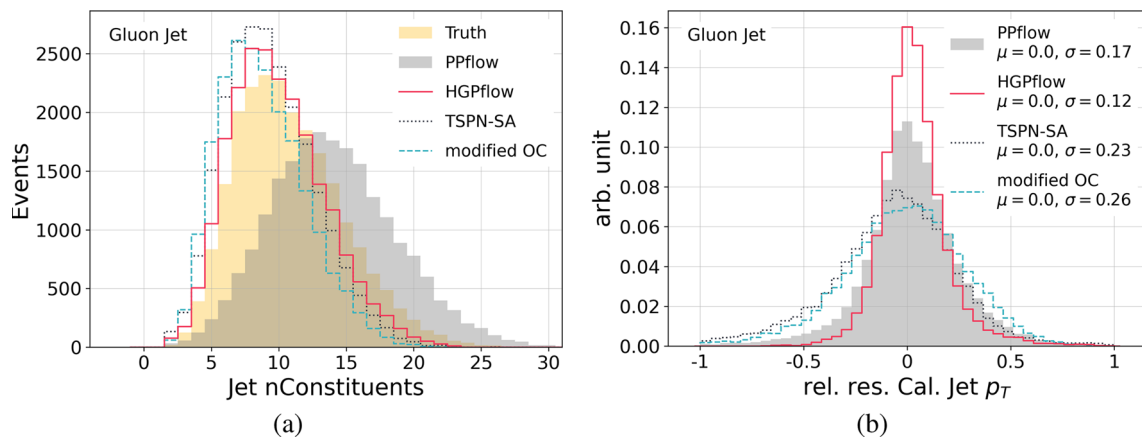 Gluon Jet
Truth
PPflow
HGPflow
TSPN-SA
modified OC
2500
2000
1500
1000
500
0
Events
0 5 10 15 20 25 30
Jet nConstituents
(a)
Gluon Jet
PPflow
μ = 0.0, σ = 0.17
HGPflow
μ = 0.0, σ = 0.12
TSPN-SA
μ = 0.0, σ = 0.23
modified OC
μ = 0.0, σ = 0.26
0.16
0.14
0.12
0.10
0.08
0.06
0.04
0.02
0.00
arb. unit
-1 -0.5 0 0.5 1
rel. res. Cal. Jet pT
(b)